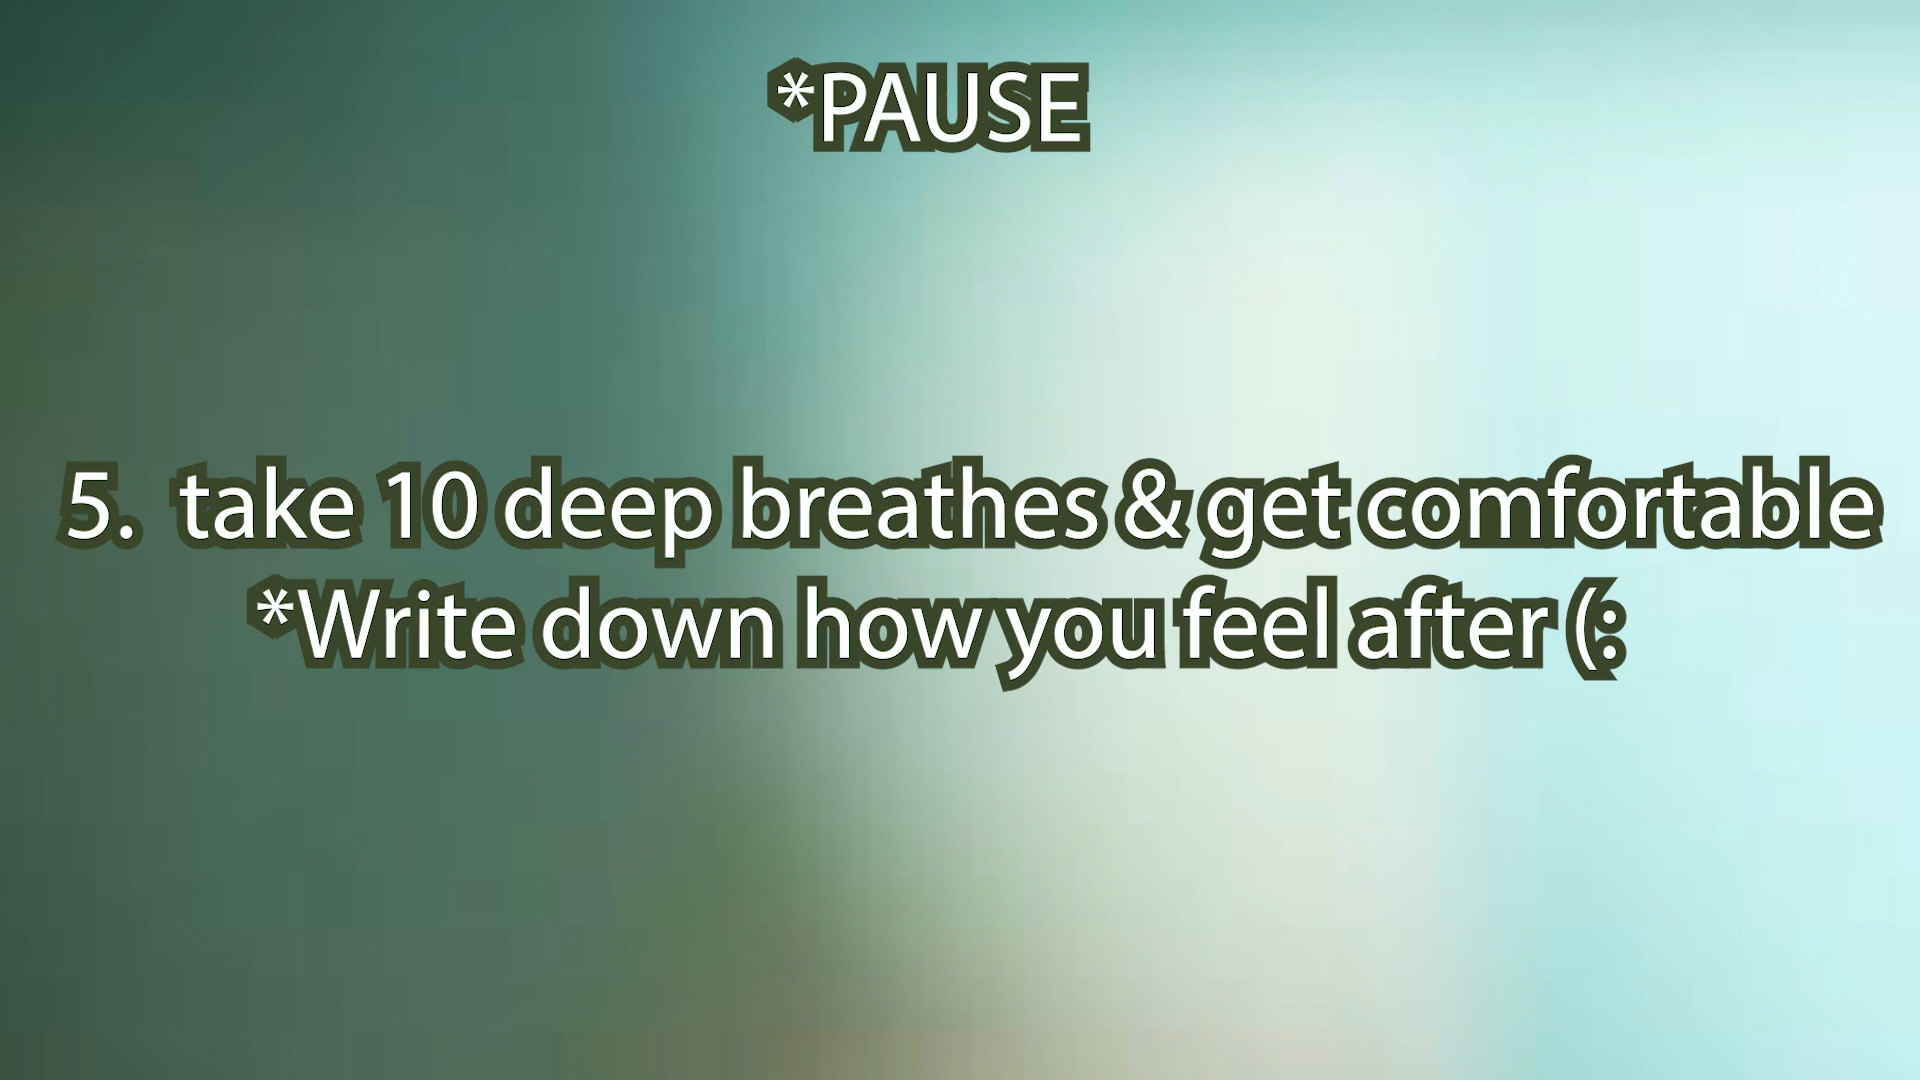 *PAUSE
5. take 10 deep breathes & get comfortable
*Write down how you feel after (: